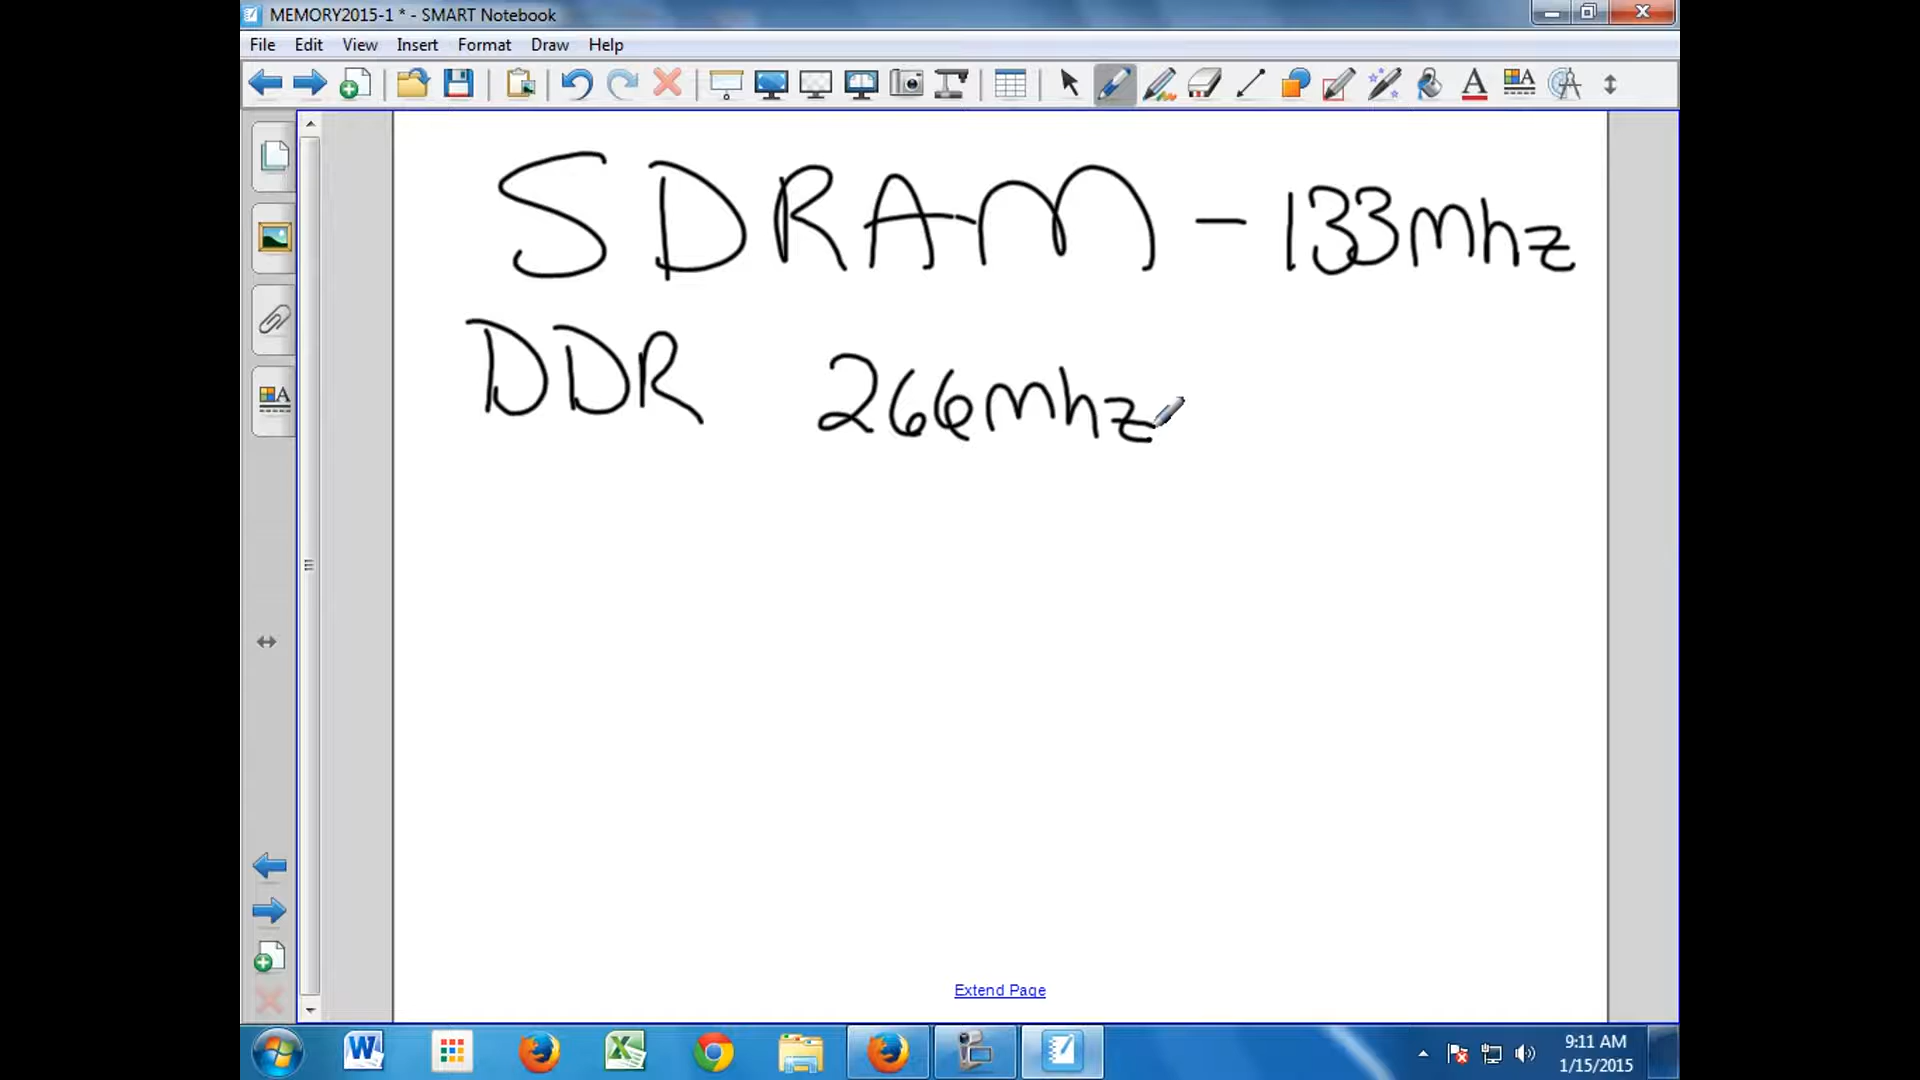 MEMORY2015-1 * - SMART Notebook
File Edit View Insert Format Draw Help
SDRAM - 133mhz
DDR 266mhz
Extend Page
9:11 AM
1/15/2015